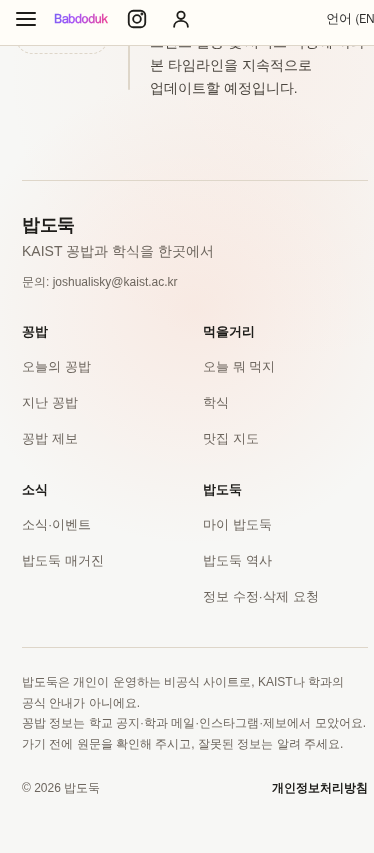 Babdoduk
언어 (EN
본 타임라인을 지속적으로
업데이트할 예정입니다.
밥도둑
KAIST 꽁밥과 학식을 한곳에서
문의: joshualisky@kaist.ac.kr
꽁밥
먹을거리
오늘의 꽁밥
오늘 뭐 먹지
지난 꽁밥
학식
꽁밥 제보
맛집 지도
소식
밥도둑
소식·이벤트
마이 밥도둑
밥도둑 매거진
밥도둑 역사
정보 수정·삭제 요청
밥도둑은 개인이 운영하는 비공식 사이트로, KAIST나 학과의
공식 안내가 아니에요.
꽁밥 정보는 학교 공지·학과 메일·인스타그램·제보에서 모았어요.
가기 전에 원문을 확인해 주시고, 잘못된 정보는 알려 주세요.
© 2026 밥도둑
개인정보처리방침